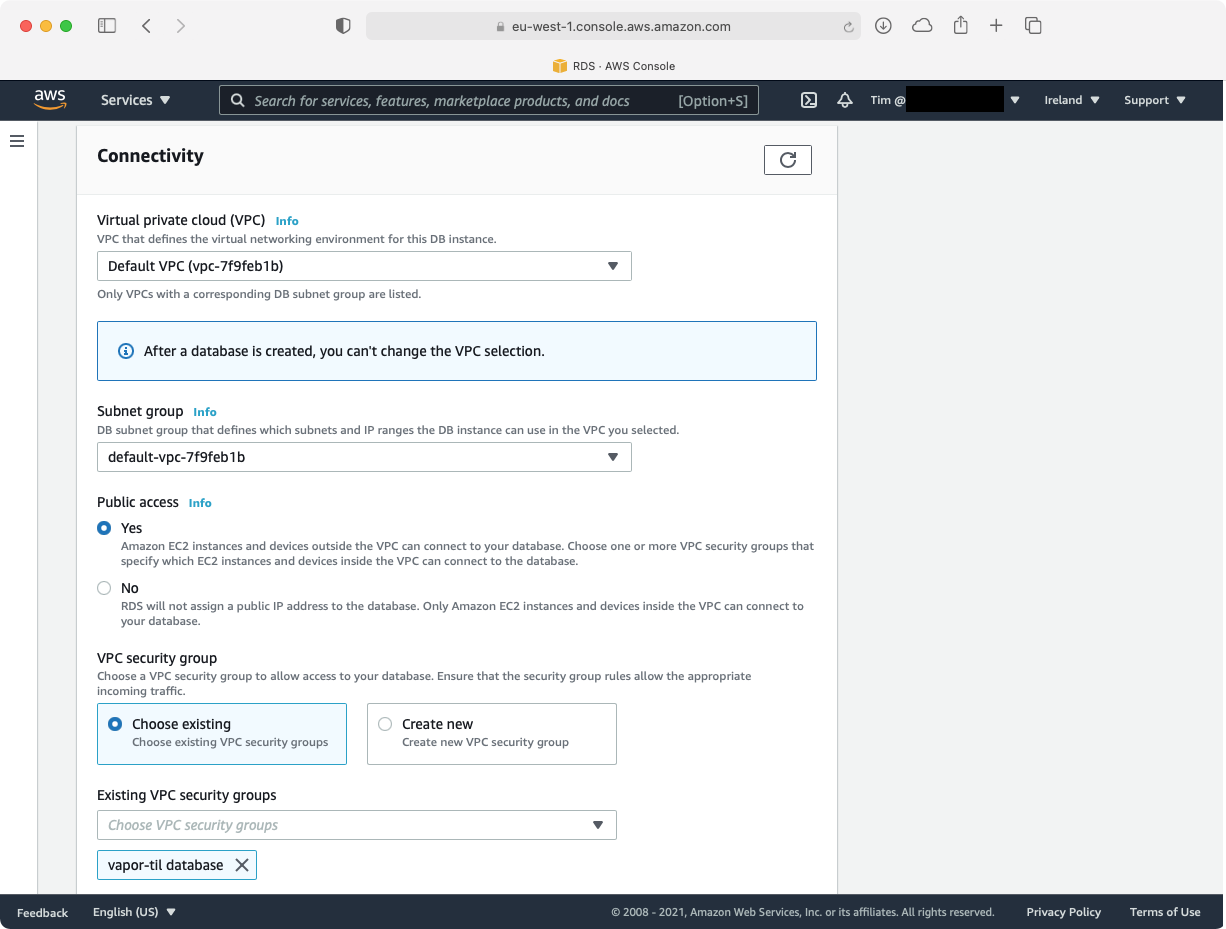 eu-west-1.console.aws.amazon.com
RDS · AWS Console
aws
Services
Search for services, features, marketplace products, and docs
[Option+S]
Tim @
Ireland
Support
Connectivity
Virtual private cloud (VPC) Info
VPC that defines the virtual networking environment for this DB instance.
Default VPC (vpc-7f9feb1b)
Only VPCs with a corresponding DB subnet group are listed.
After a database is created, you can't change the VPC selection.
Subnet group Info
DB subnet group that defines which subnets and IP ranges the DB instance can use in the VPC you selected.
default-vpc-7f9feb1b
Public access Info
Yes
Amazon EC2 instances and devices outside the VPC can connect to your database. Choose one or more VPC security groups that
specify which EC2 instances and devices inside the VPC can connect to the database.
No
RDS will not assign a public IP address to the database. Only Amazon EC2 instances and devices inside the VPC can connect to
your database.
VPC security group
Choose a VPC security group to allow access to your database. Ensure that the security group rules allow the appropriate
incoming traffic.
Choose existing
Choose existing VPC security groups
Create new
Create new VPC security group
Existing VPC security groups
Choose VPC security groups
vapor-til database
Feedback
English (US)
© 2008 - 2021, Amazon Web Services, Inc. or its affiliates. All rights reserved.
Privacy Policy
Terms of Use